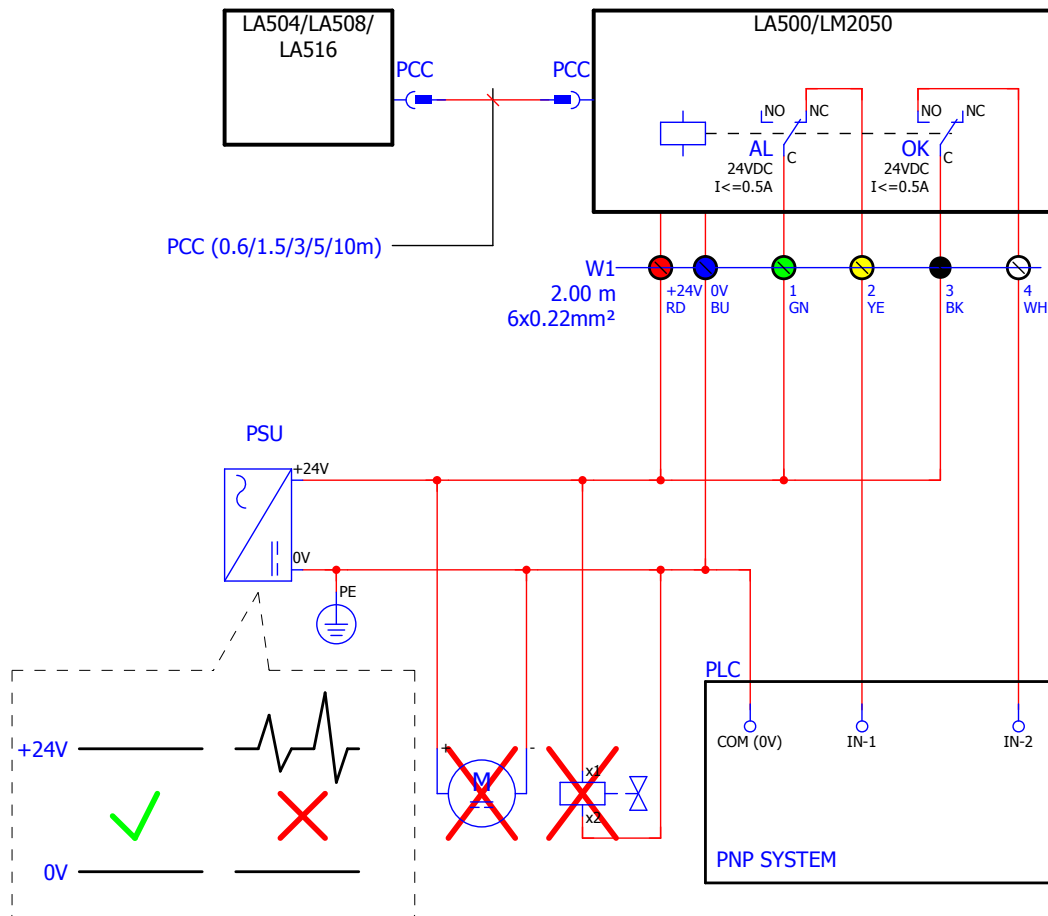 LA504/LA508/
LA516
LA500/LM2050
PCC
PCC
NO
NC
NO
NC
AL
C
OK
C
24VDC
I<=0.5A
24VDC
I<=0.5A
PCC (0.6/1.5/3/5/10m)
W1
2.00 m
6x0.22mm²
+24V
RD
0V
BU
1
GN
2
YE
3
BK
4
WH
PSU
+24V
0V
PE
PLC
COM (0V)
IN-1
IN-2
+24V
+
-
M
x1
x2
0V
PNP SYSTEM